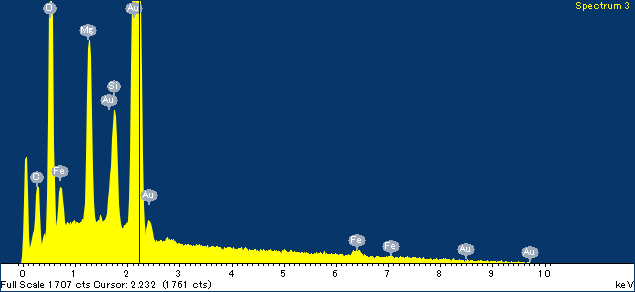 Spectrum 3
O Au
Mg
Si
Au
Fe
Au
Fe
Fe
Au
Au
0 1 2 3 4 5 6 7 8 9 10
Full Scale 1707 cts Cursor: 2.232 (1761 cts) keV